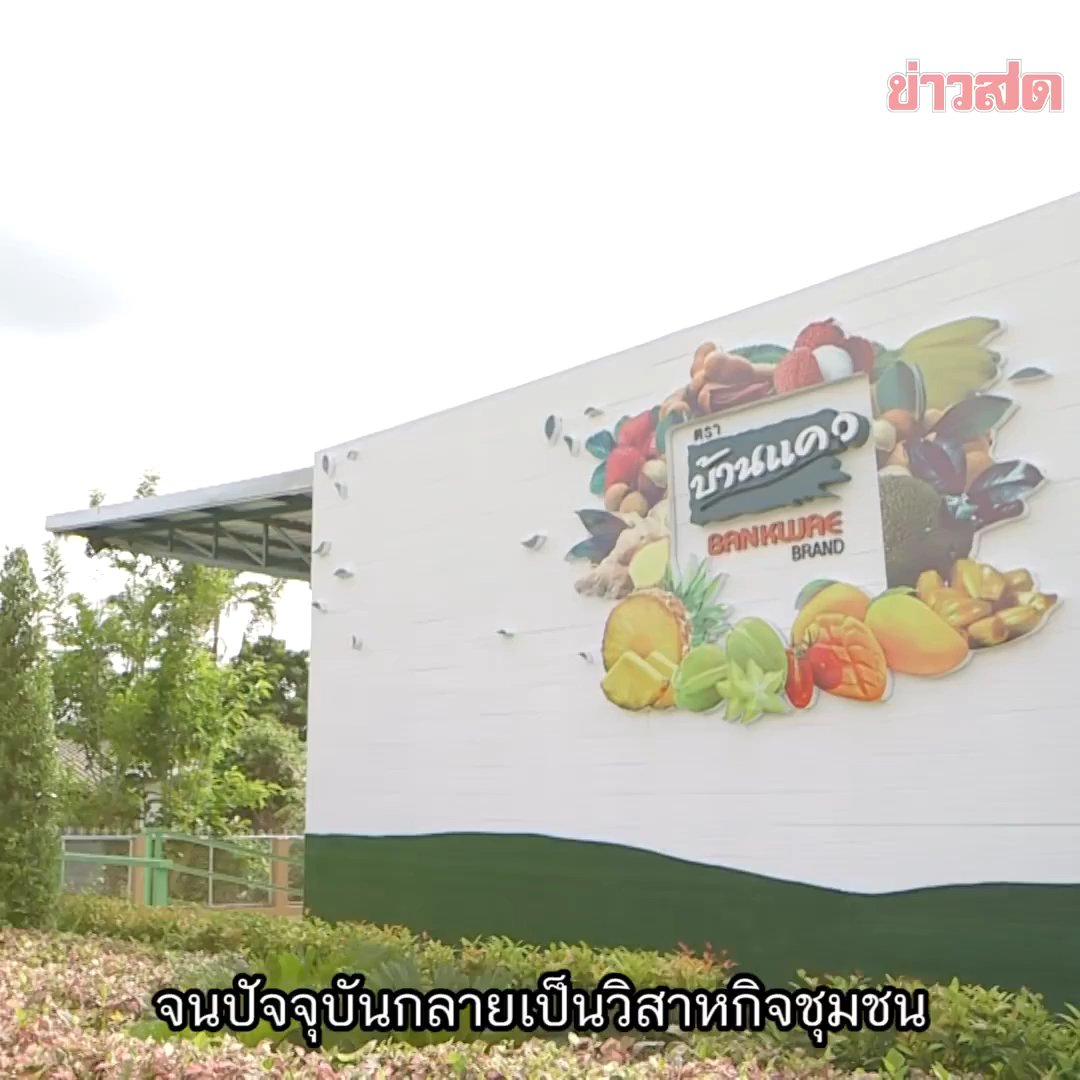 ข่าวสด
ตรา
บ้านแคว
BANKWAE
BRAND
จนปัจจุบันกลายเป็นวิสาหกิจชุมชน